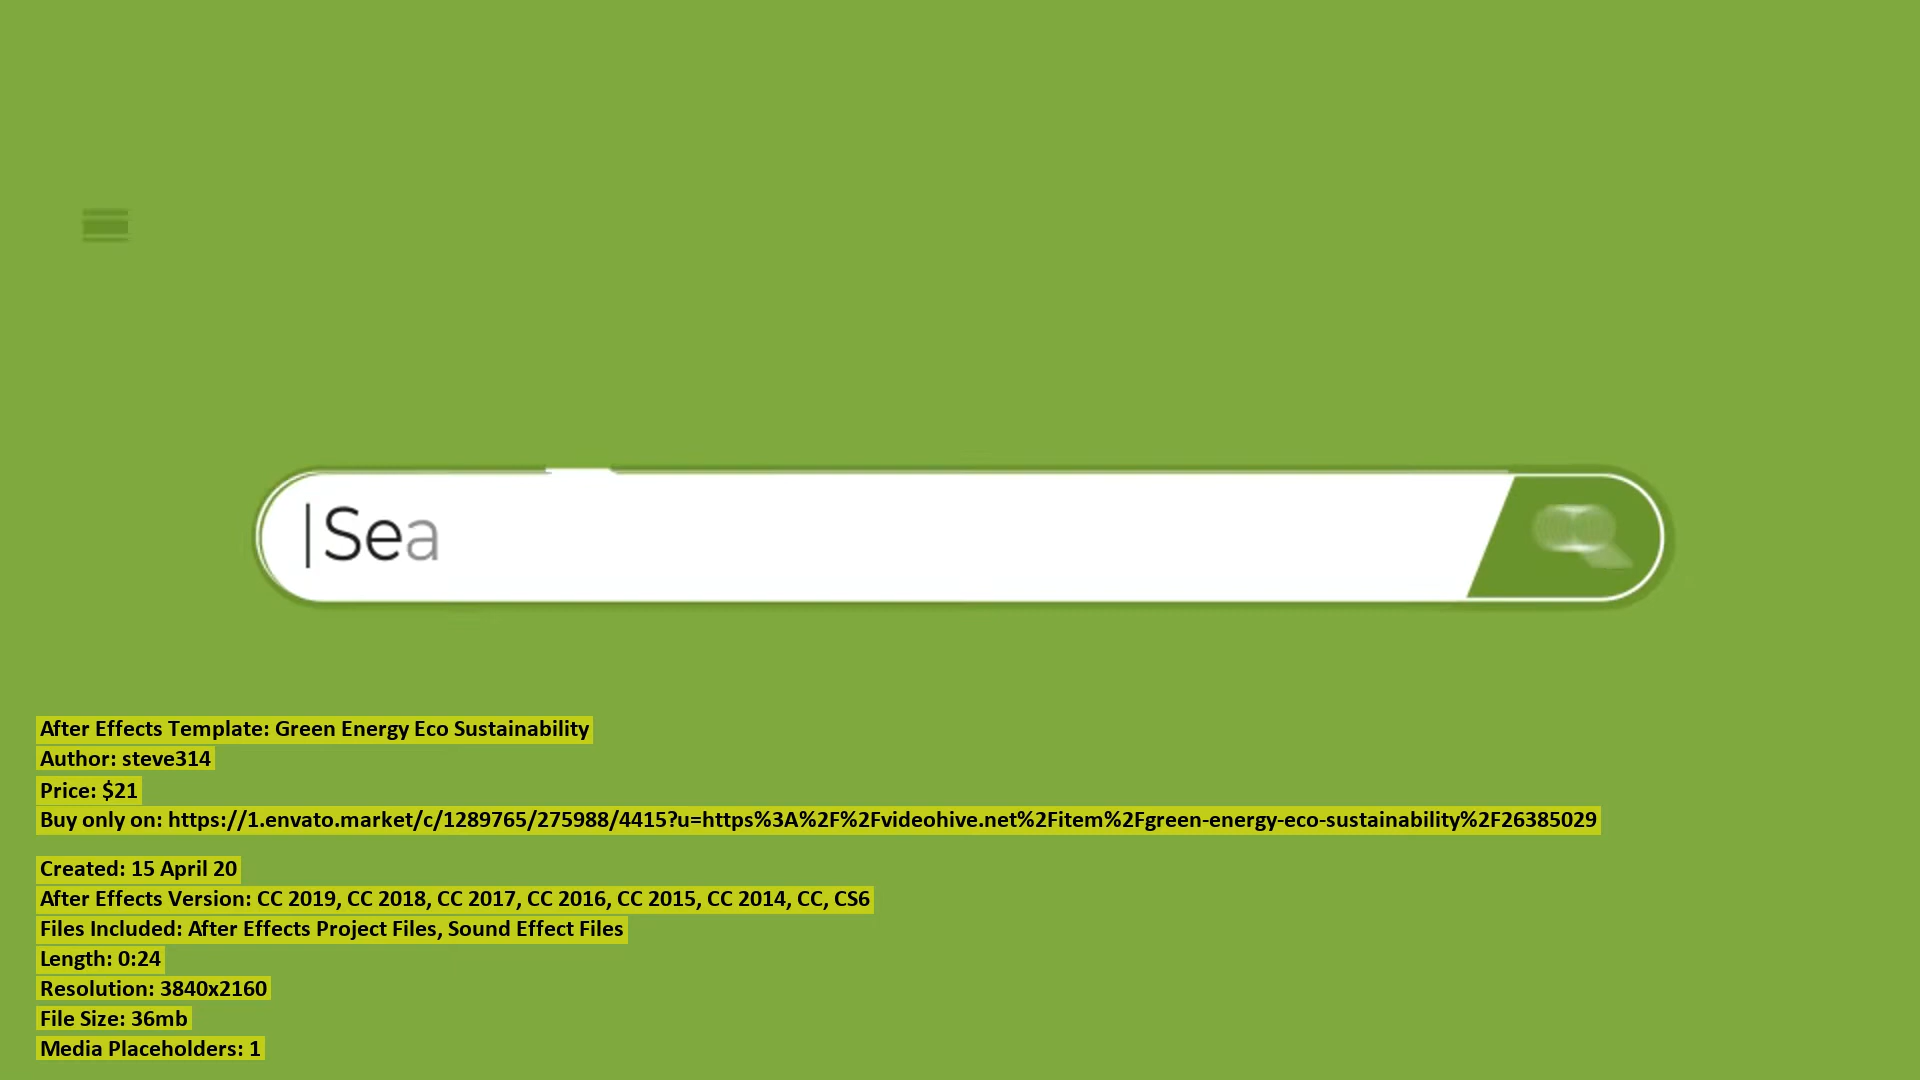 Sea
After Effects Template: Green Energy Eco Sustainability
Author: steve314
Price: $21
Buy only on: https://1.envato.market/c/1289765/275988/4415?u=https%3A%2F%2Fvideohive.net%2Fitem%2Fgreen-energy-eco-sustainability%2F26385029
Created: 15 April 20
After Effects Version: CC 2019, CC 2018, CC 2017, CC 2016, CC 2015, CC 2014, CC, CS6
Files Included: After Effects Project Files, Sound Effect Files
Length: 0:24
Resolution: 3840x2160
File Size: 36mb
Media Placeholders: 1